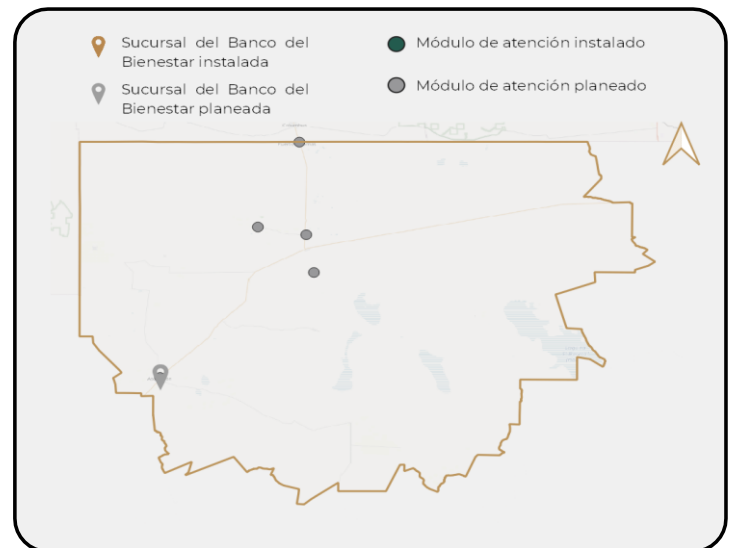 Sucursal del Banco del
Bienestar instalada
Sucursal del Banco del
Bienestar planeada
Módulo de atención instalado
Módulo de atención planeado